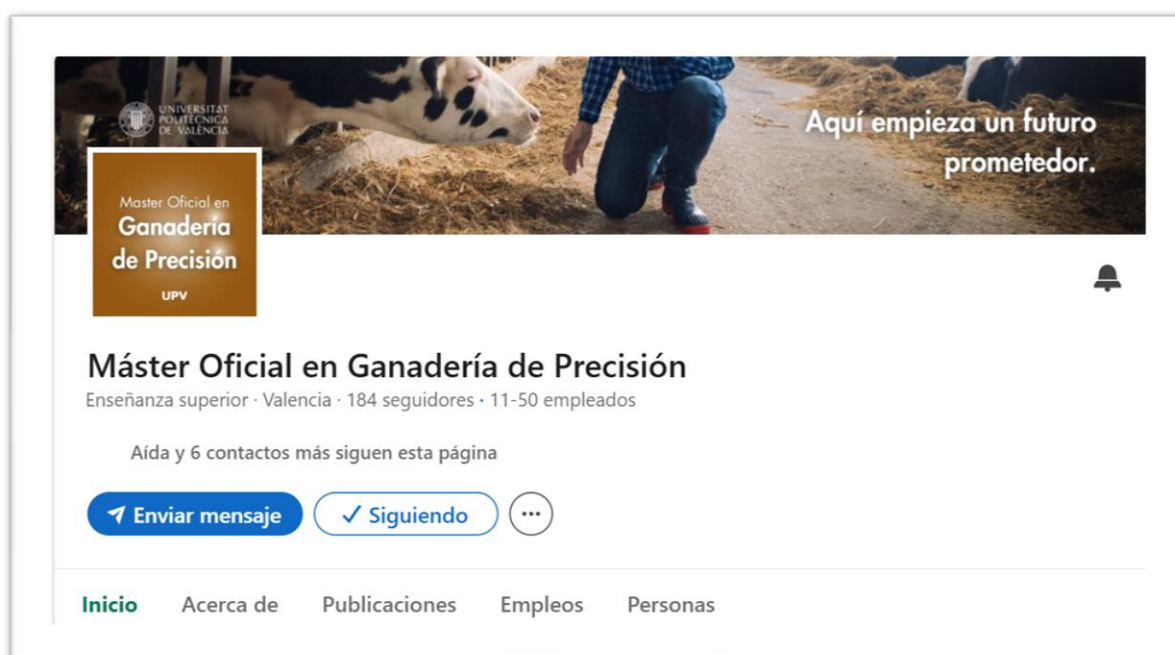 UNIVERSITAT
POLITÈCNICA
DE VALÈNCIA
Aquí empieza un futuro
prometedor.
Master Oficial en
Ganadería
de Precisión
UPV
Máster Oficial en Ganadería de Precisión
Enseñanza superior · Valencia · 184 seguidores · 11-50 empleados
Aída y 6 contactos más siguen esta página
Enviar mensaje
Siguiendo
Inicio Acerca de Publicaciones Empleos Personas